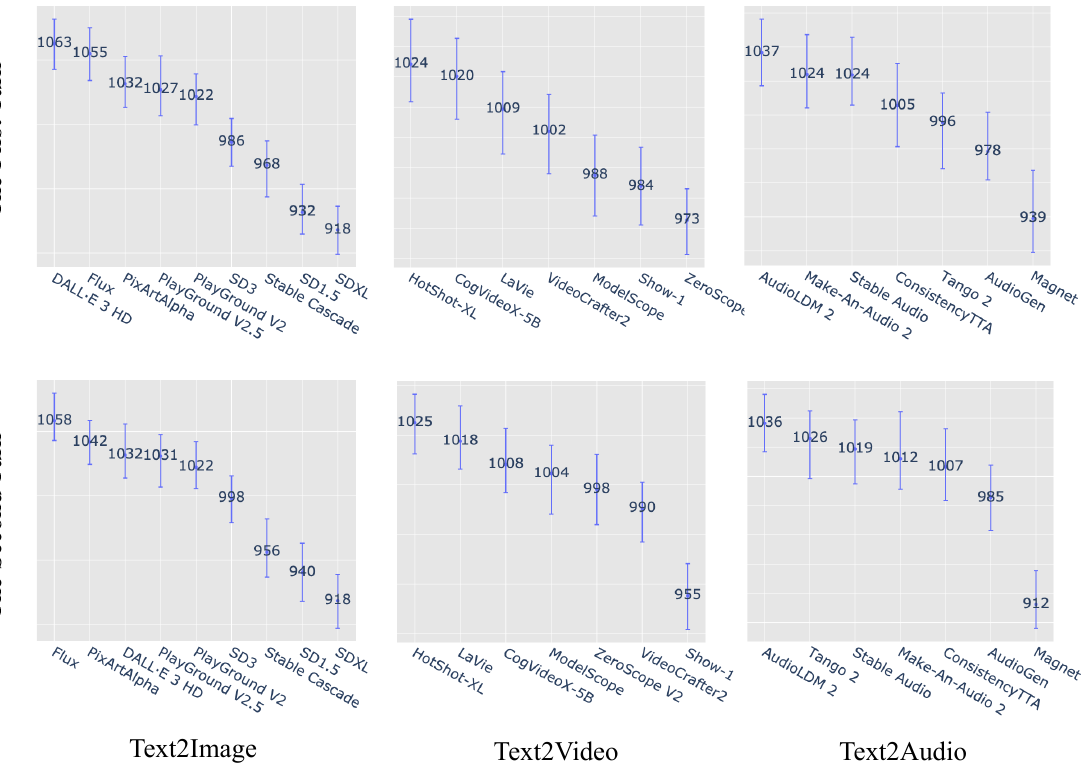 1063
1055
1032
1027
1022
986
968
932
918
DALL·E 3 HD
Flux
PixArtAlpha
PlayGround V2.5
PlayGround V2
SD3
Stable Cascade
SD1.5
SDXL
1024
1020
1009
1002
988
984
973
HotShot-XL
CogVideoX-5B
LaVie
VideoCrafter2
ModelScope
Show-1
ZeroScope
1037
1024
1024
1005
996
978
939
AudioLDM 2
Make-An-Audio 2
Stable Audio
ConsistencyTTA
Tango 2
AudioGen
Magnet
1058
1042
1032
1031
1022
998
956
940
918
Flux
PixArtAlpha
DALL·E 3 HD
PlayGround V2.5
PlayGround V2
SD3
Stable Cascade
SD1.5
SDXL
1025
1018
1008
1004
998
990
955
HotShot-XL
LaVie
CogVideoX-5B
ModelScope
ZeroScope V2
VideoCrafter2
Show-1
1036
1026
1019
1012
1007
985
912
AudioLDM 2
Tango 2
Stable Audio
Make-An-Audio 2
ConsistencyTTA
AudioGen
Magnet
Text2Image
Text2Video
Text2Audio